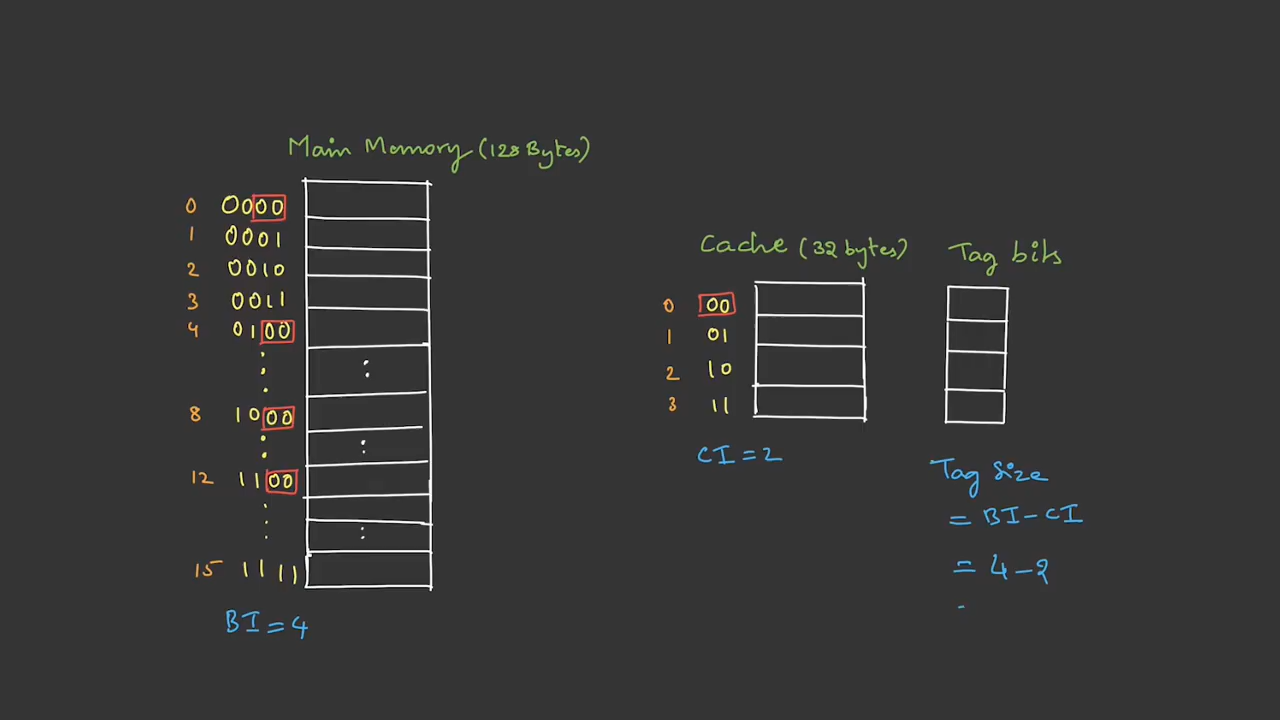 Main Memory (128 Bytes)
0 0000
1 0001
2 0010
3 0011
4 0100
8 1000
12 1100
15 1111
BI = 4
Cache (32 bytes)
0 00
1 01
2 10
3 11
CI = 2
Tag bits
Tag Size
= BI - CI
= 4 - 2